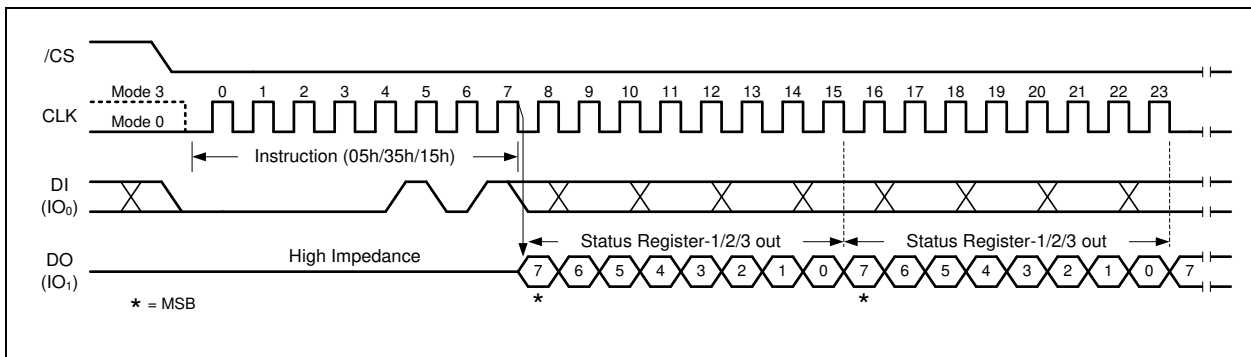 /CS
Mode 3 0 1 2 3 4 5 6 7 8 9 10 11 12 13 14 15 16 17 18 19 20 21 22 23
CLK
Mode 0
Instruction (05h/35h/15h)
DI
(IO₀)
Status Register-1/2/3 out Status Register-1/2/3 out
High Impedance
DO
(IO₁)
7 6 5 4 3 2 1 0 7 6 5 4 3 2 1 0 7
* *
* = MSB